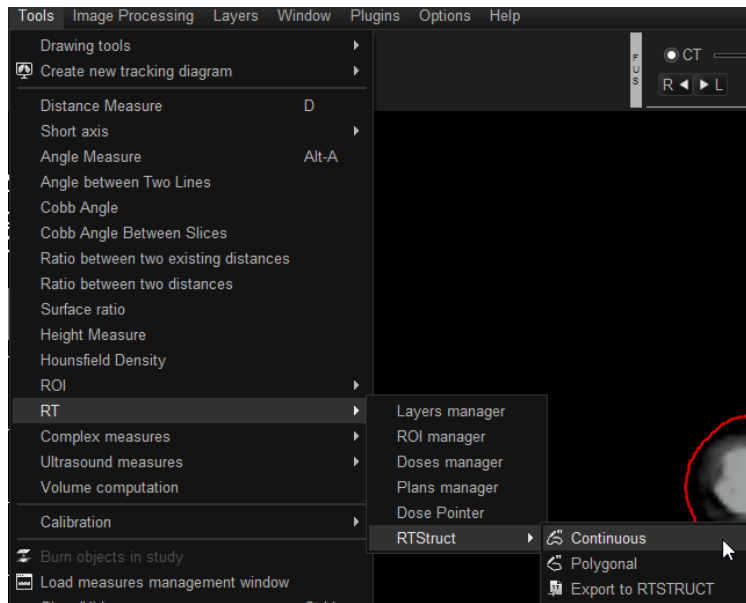 Tools Image Processing Layers Window Plugins Options Help
Drawing tools
Create new tracking diagram
Distance Measure D
Short axis
Angle Measure Alt-A
Angle between Two Lines
Cobb Angle
Cobb Angle Between Slices
Ratio between two existing distances
Ratio between two distances
Surface ratio
Height Measure
Hounsfield Density
ROI
RT
Complex measures
Ultrasound measures
Volume computation
Calibration
Burn objects in study
Load measures management window
Layers manager
ROI manager
Doses manager
Plans manager
Dose Pointer
RTStruct
Continuous
Polygonal
Export to RTSTRUCT
FUS
CT
R L